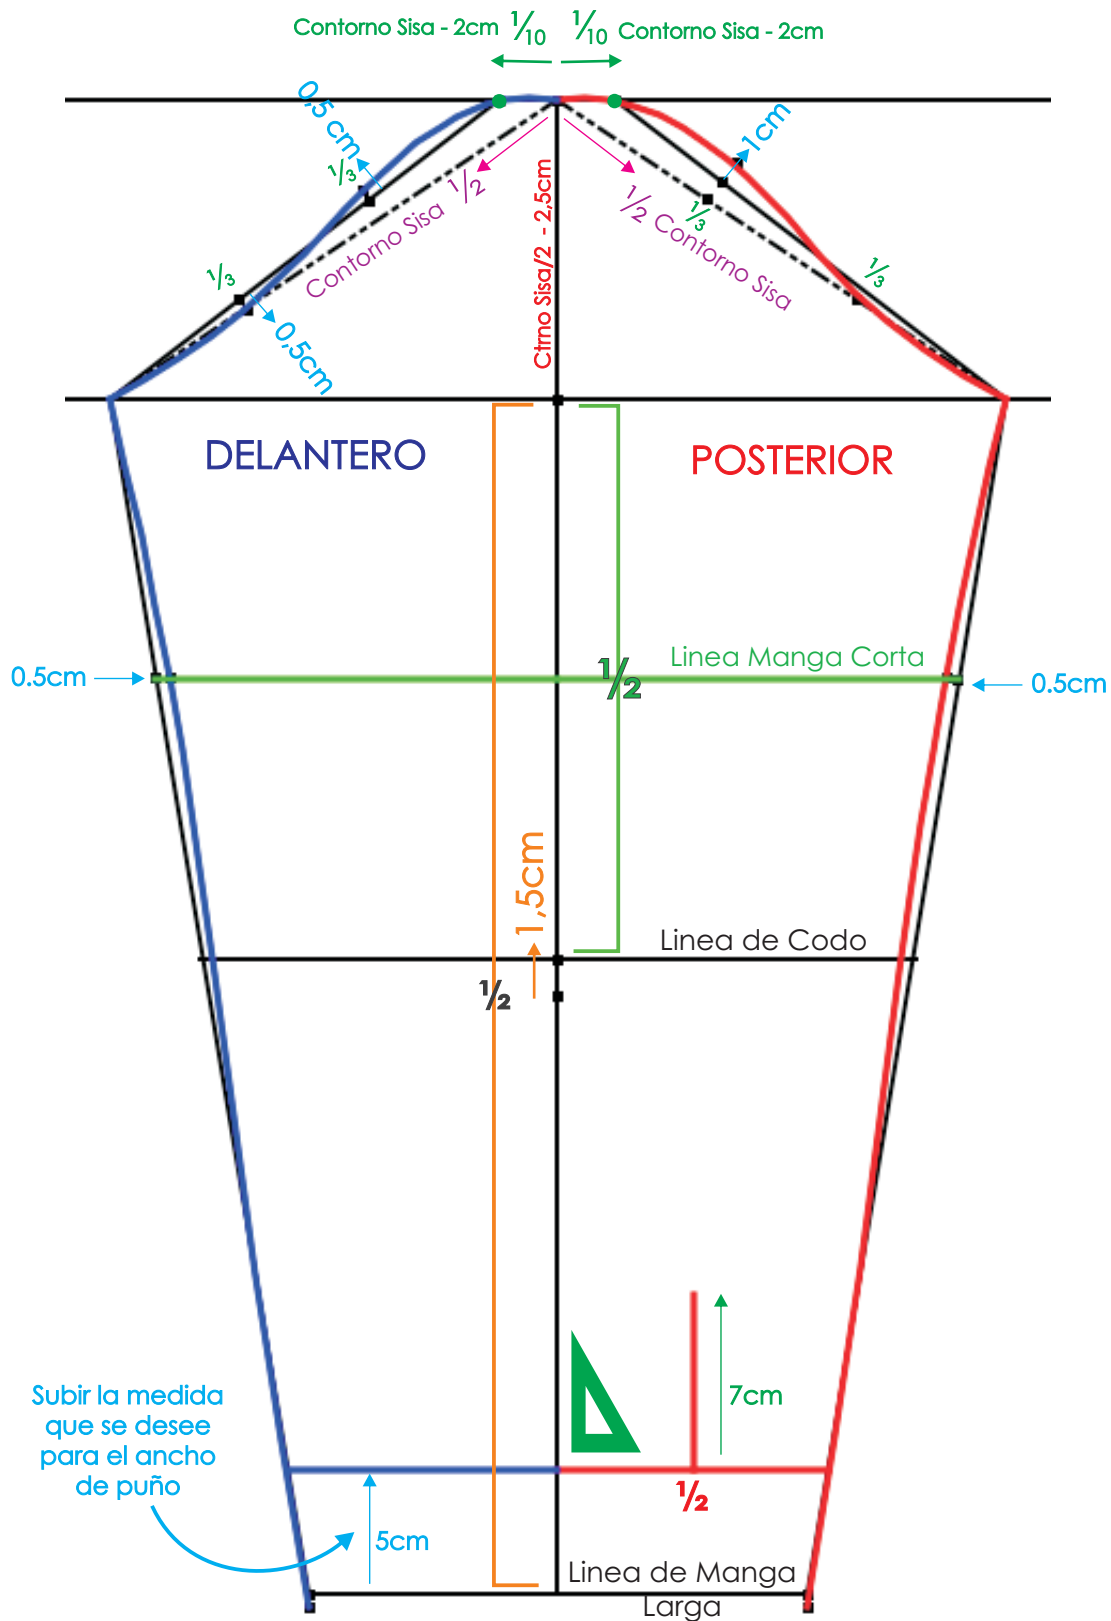 Contorno Sisa - 2cm 1/10 1/10 Contorno Sisa - 2cm
0,5 cm
1cm
1/3
1/2
Contorno Sisa
Ctrno Sisa/2 - 2,5cm
1/2 Contorno Sisa
1/3
1/3
1/3
0,5cm
DELANTERO
POSTERIOR
Linea Manga Corta
0.5cm
1/2
0.5cm
1,5cm
Linea de Codo
1/2
Subir la medida
que se desee
para el ancho
de puño
7cm
1/2
5cm
Linea de Manga
Larga